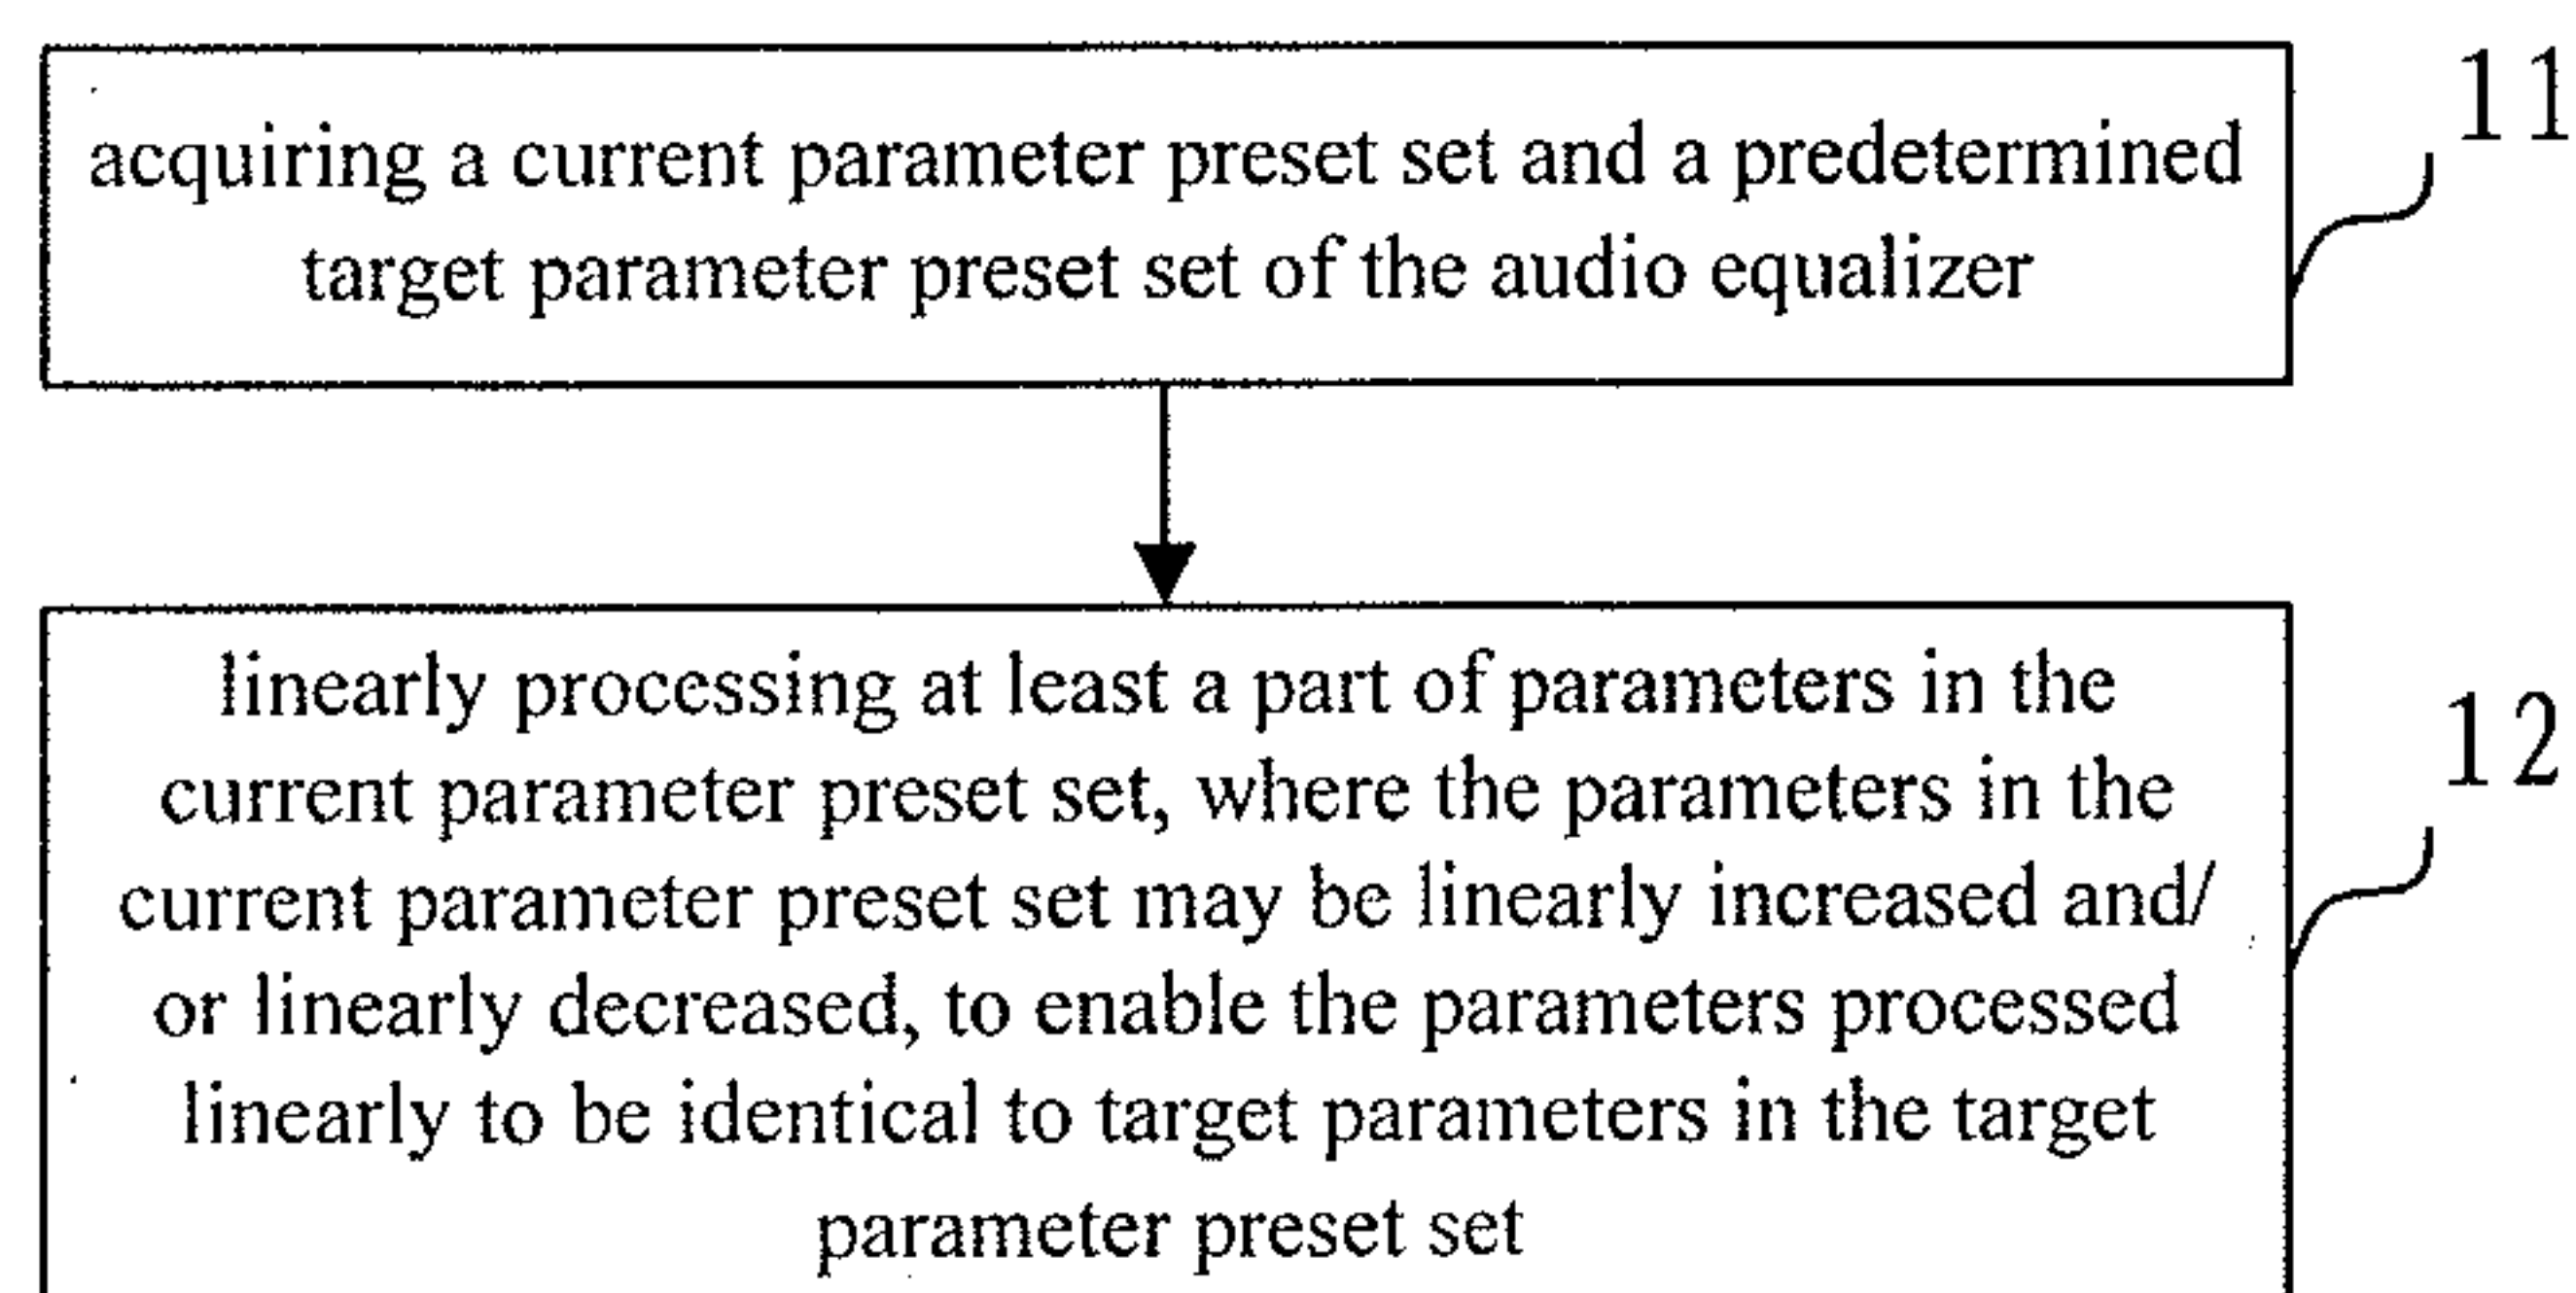 acquiring a current parameter preset set and a predetermined
target parameter preset set of the audio equalizer
11
linearly processing at least a part of parameters in the
current parameter preset set, where the parameters in the
current parameter preset set may be linearly increased and/
or linearly decreased, to enable the parameters processed
linearly to be identical to target parameters in the target
parameter preset set
12